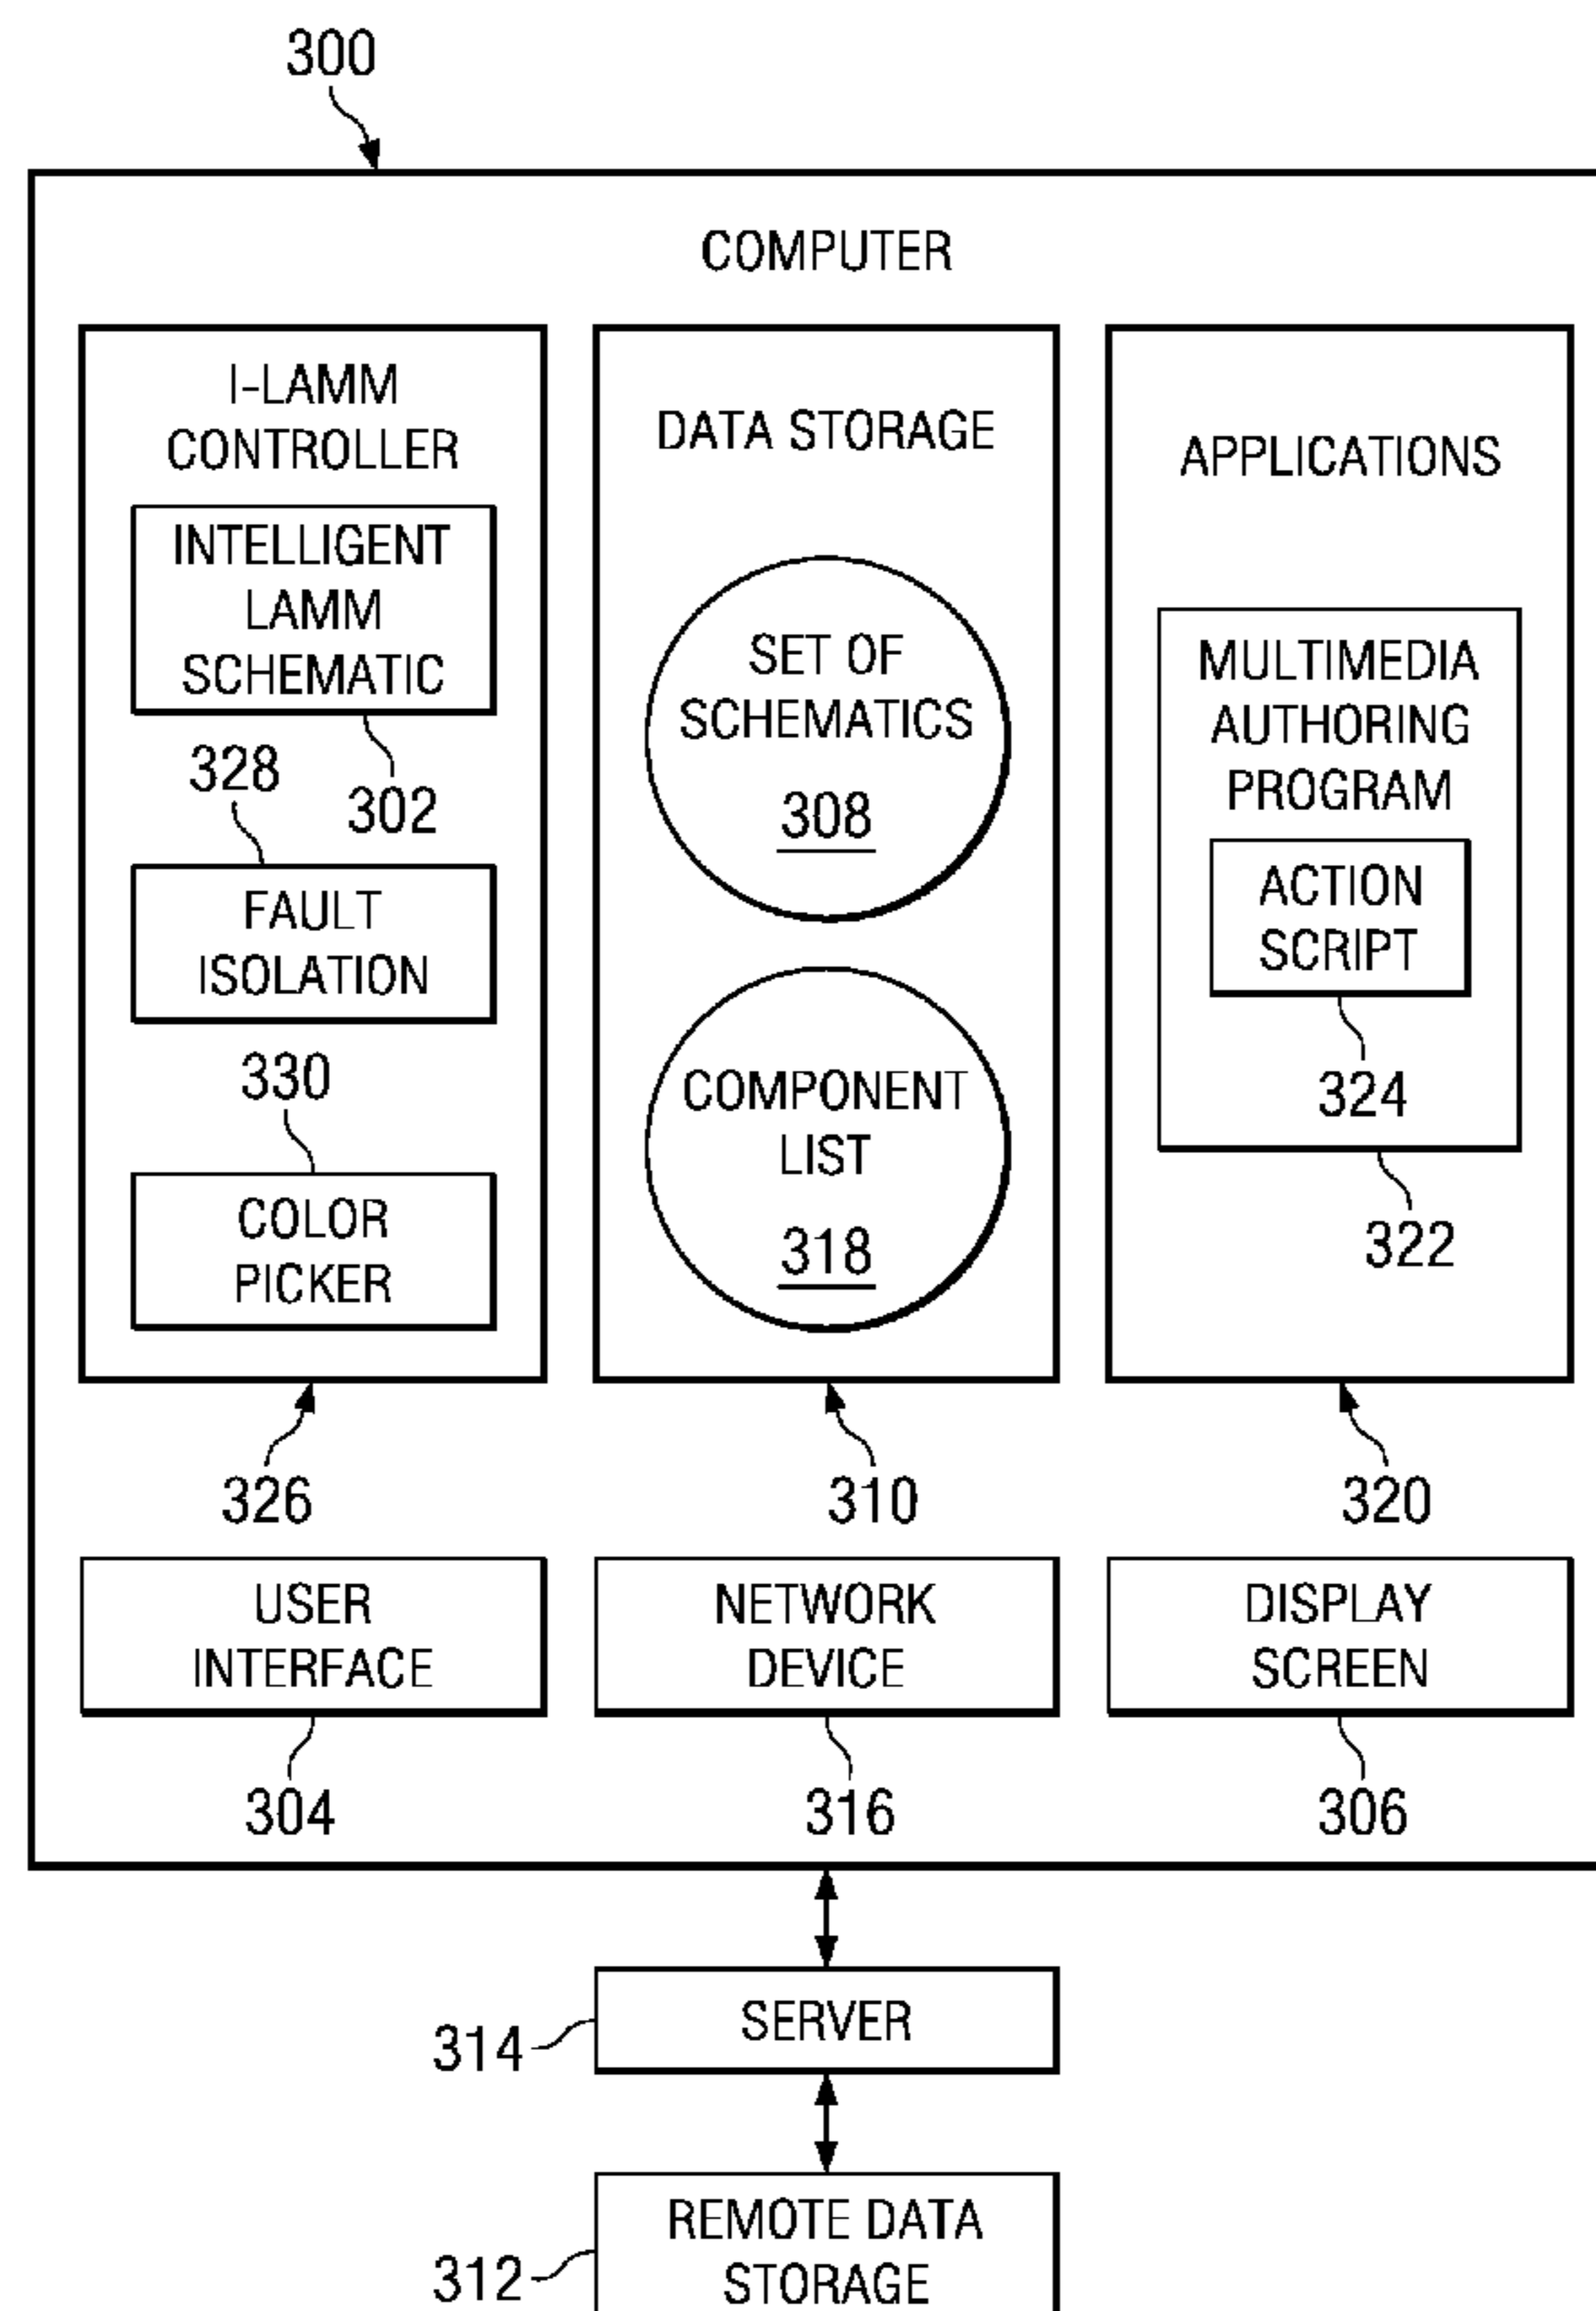 300
COMPUTER
I-LAMM
CONTROLLER
INTELLIGENT
LAMM
SCHEMATIC
302
328
FAULT
ISOLATION
330
COLOR
PICKER
326
DATA STORAGE
SET OF
SCHEMATICS
308
COMPONENT
LIST
318
310
APPLICATIONS
MULTIMEDIA
AUTHORING
PROGRAM
ACTION
SCRIPT
324
322
320
USER
INTERFACE
304
NETWORK
DEVICE
316
DISPLAY
SCREEN
306
SERVER
314
REMOTE DATA
STORAGE
312